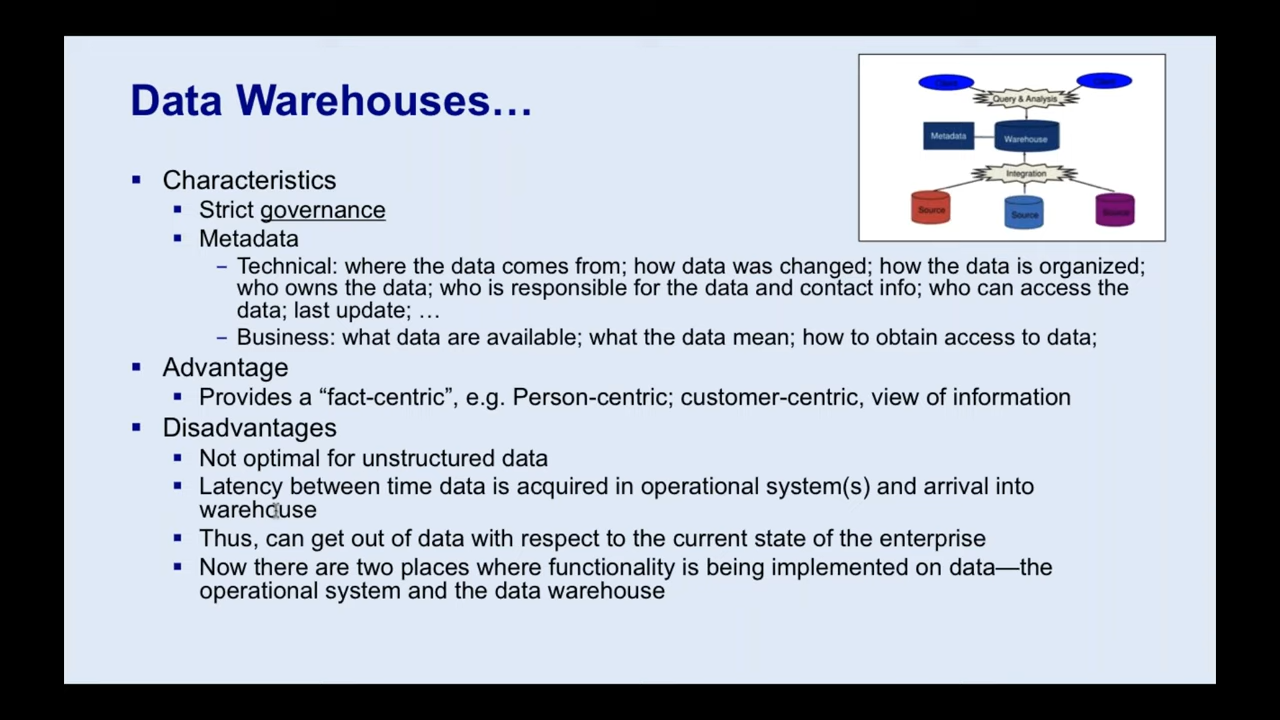 Data Warehouses…
Query & Analysis
Metadata
Warehouse
Integration
Source
Source
Source
Characteristics
Strict governance
Metadata
– Technical: where the data comes from; how data was changed; how the data is organized;
who owns the data; who is responsible for the data and contact info; who can access the
data; last update; …
– Business: what data are available; what the data mean; how to obtain access to data;
Advantage
Provides a “fact-centric”, e.g. Person-centric; customer-centric, view of information
Disadvantages
Not optimal for unstructured data
Latency between time data is acquired in operational system(s) and arrival into
warehouse
Thus, can get out of data with respect to the current state of the enterprise
Now there are two places where functionality is being implemented on data—the
operational system and the data warehouse